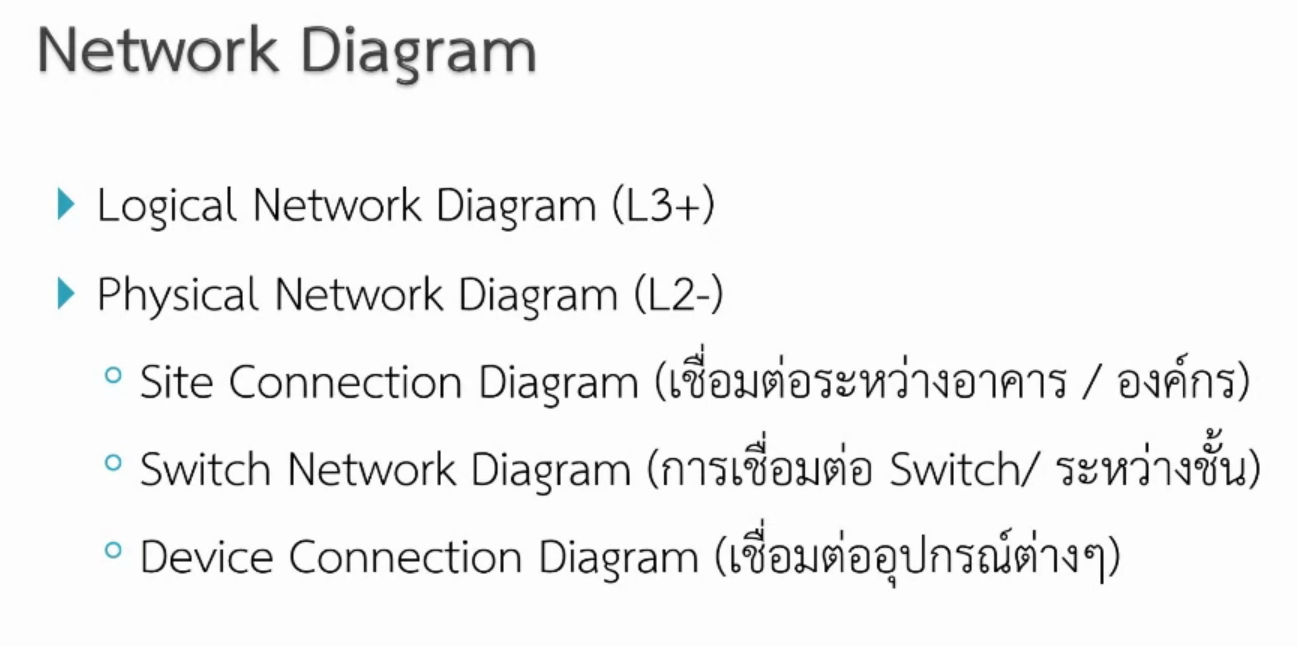 Network Diagram
Logical Network Diagram (L3+)
Physical Network Diagram (L2-)
Site Connection Diagram (เชื่อมต่อระหว่างอาคาร / องค์กร)
Switch Network Diagram (การเชื่อมต่อ Switch/ ระหว่างชั้น)
Device Connection Diagram (เชื่อมต่ออุปกรณ์ต่างๆ)